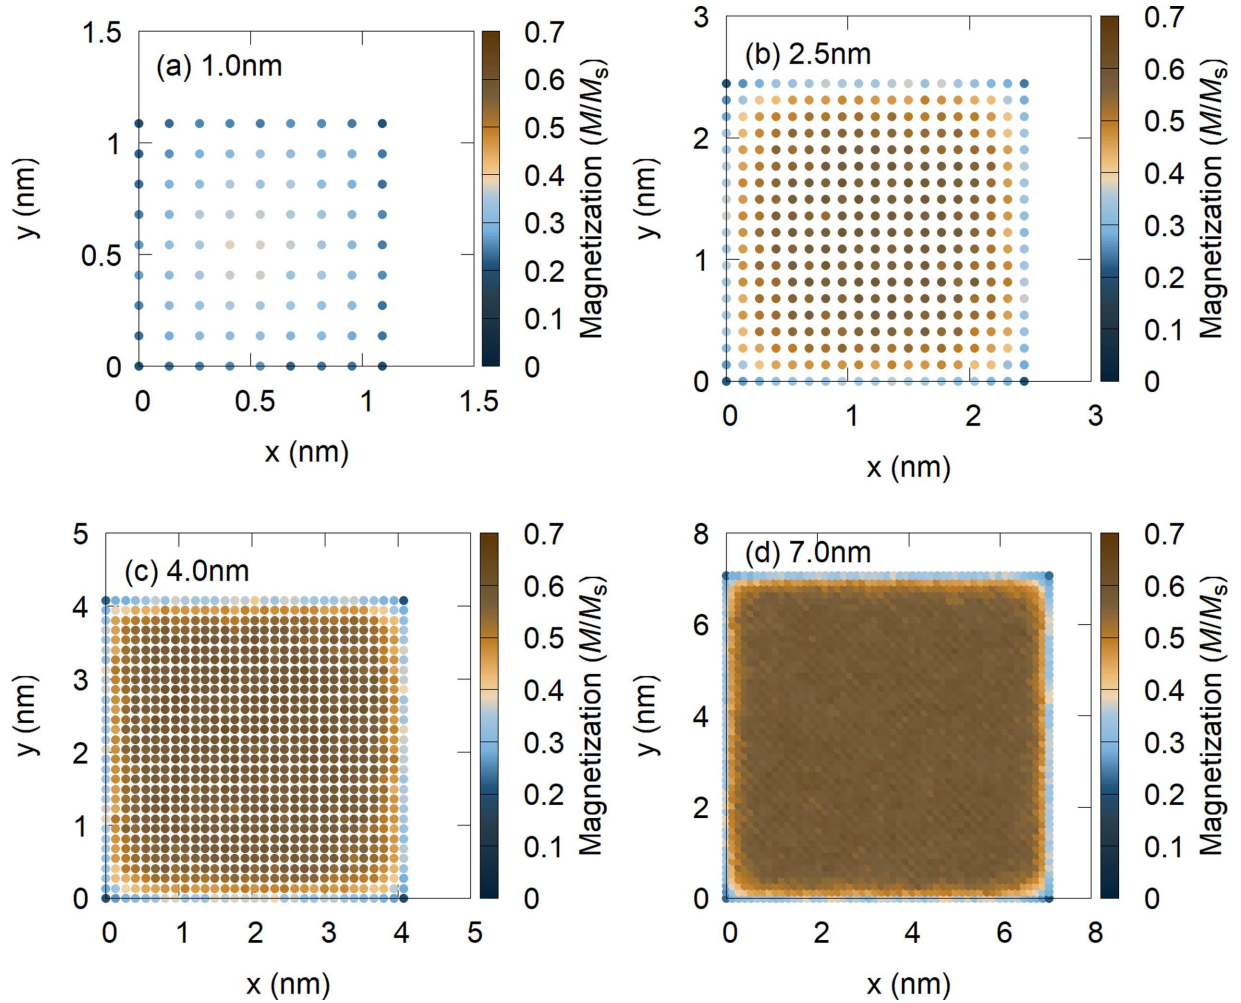 (a) 1.0nm
1.5
1
0.5
0
y (nm)
0 0.5 1 1.5
x (nm)
0.7
0.6
0.5
0.4
0.3
0.2
0.1
0
Magnetization (M/Ms)
(b) 2.5nm
3
2
1
0
y (nm)
0 1 2 3
x (nm)
0.7
0.6
0.5
0.4
0.3
0.2
0.1
0
Magnetization (M/Ms)
(c) 4.0nm
5
4
3
2
1
0
y (nm)
0 1 2 3 4 5
x (nm)
0.7
0.6
0.5
0.4
0.3
0.2
0.1
0
Magnetization (M/Ms)
(d) 7.0nm
8
6
4
2
0
y (nm)
0 2 4 6 8
x (nm)
0.7
0.6
0.5
0.4
0.3
0.2
0.1
0
Magnetization (M/Ms)